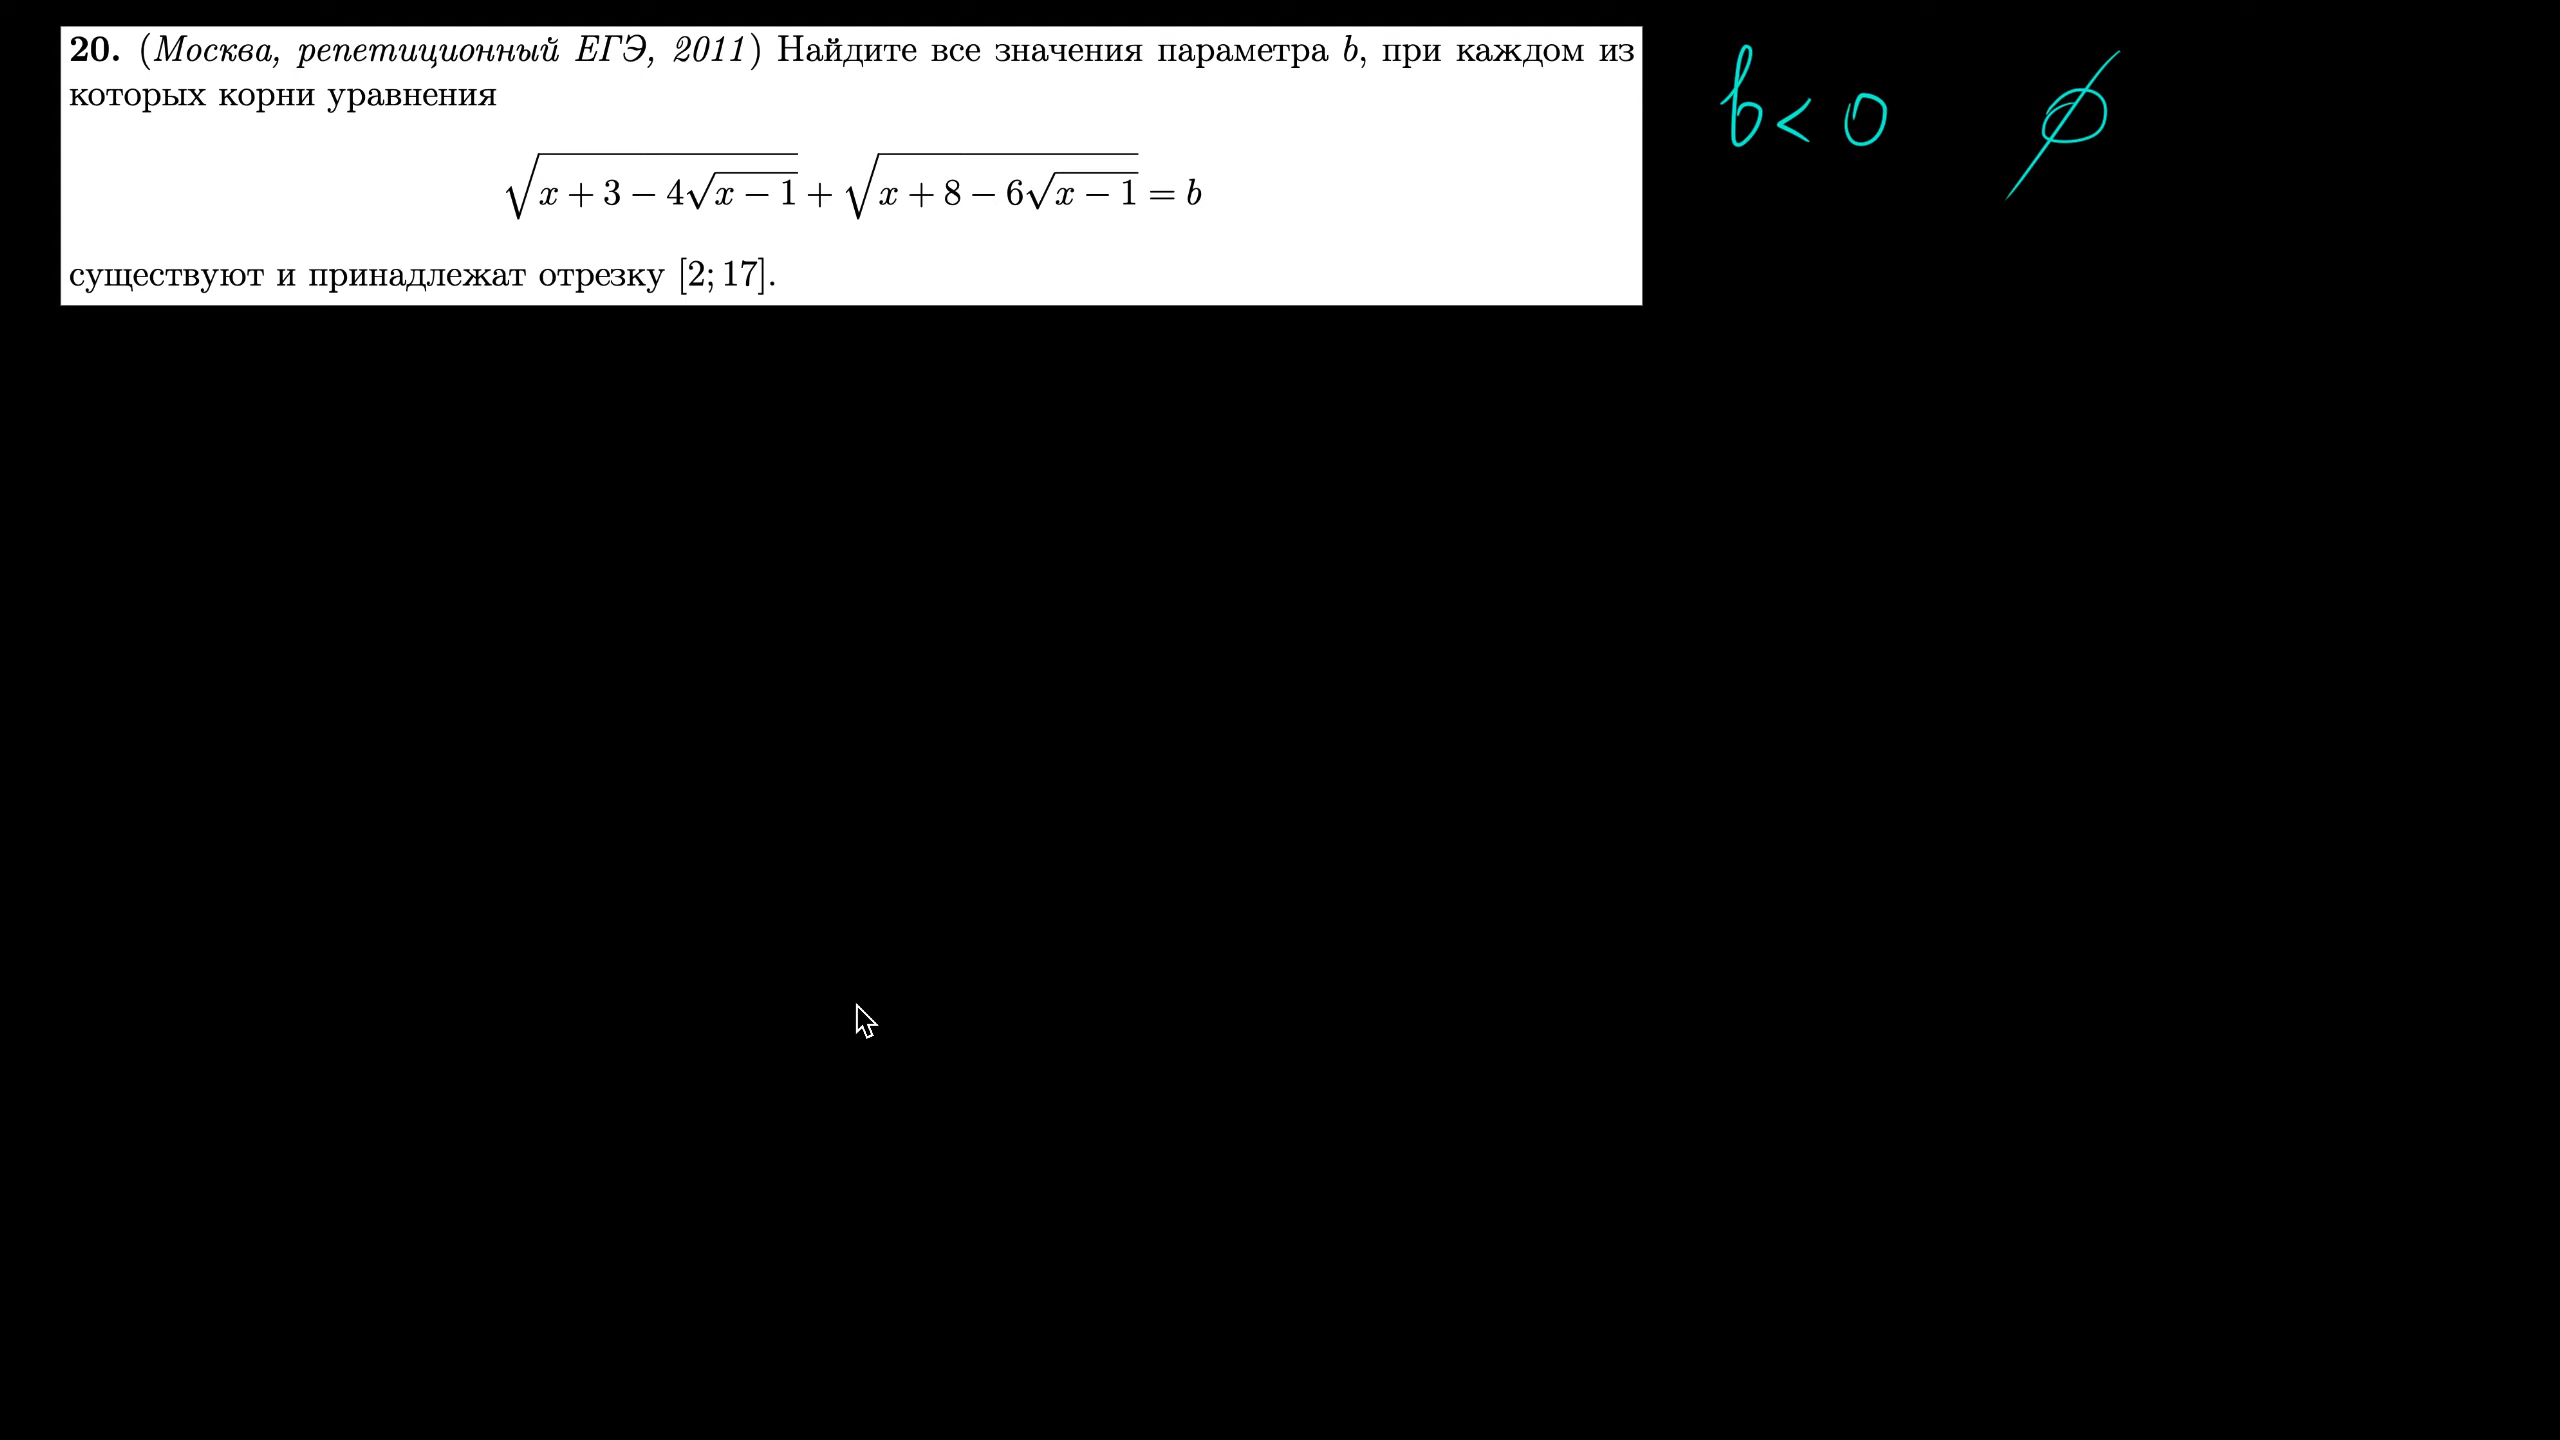 20. (Москва, репетиционный ЕГЭ, 2011) Найдите все значения параметра b, при каждом из
которых корни уравнения
√(x + 3 − 4√(x − 1)) + √(x + 8 − 6√(x − 1)) = b
существуют и принадлежат отрезку [2; 17].
b < 0 ∅